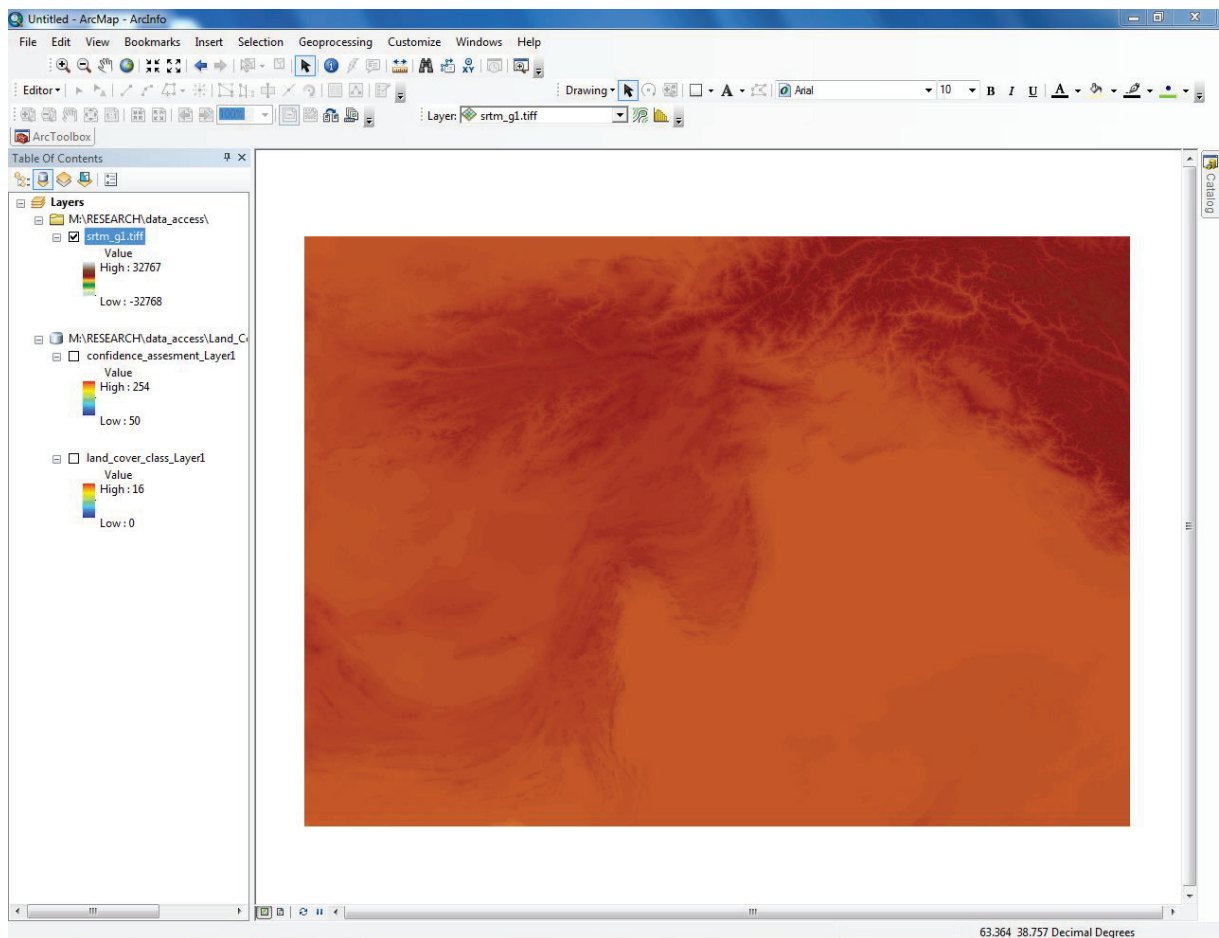 Untitled - ArcMap - ArcInfo
File Edit View Bookmarks Insert Selection Geoprocessing Customize Windows Help
Editor Drawing A Arial 10 B I U A
100% Layer: srtm_g1.tiff
ArcToolbox
Table Of Contents
Catalog
Layers
M:\RESEARCH\data_access\
srtm_g1.tiff
Value
High : 32767
Low : -32768
M:\RESEARCH\data_access\Land_C
confidence_assesment_Layer1
Value
High : 254
Low : 50
land_cover_class_Layer1
Value
High : 16
Low : 0
63.364 38.757 Decimal Degrees